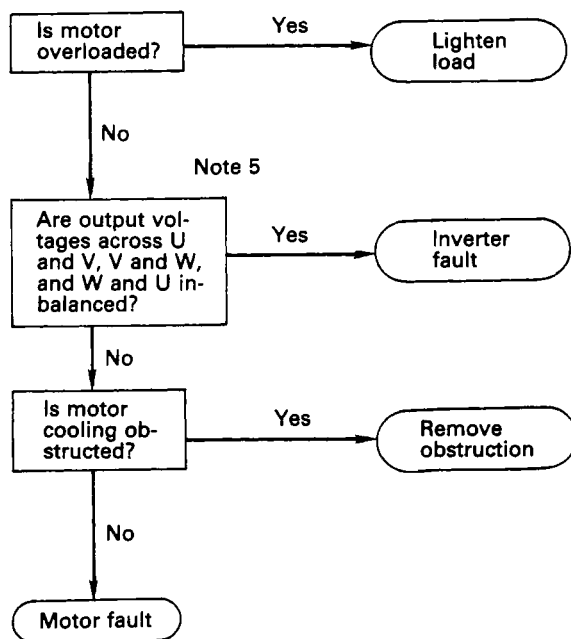 Is motor
overloaded?
Yes
Lighten
load
No
Note 5
Are output vol-
tages across U
and V, V and W,
and W and U in-
balanced?
Yes
Inverter
fault
No
Is motor
cooling ob-
structed?
Yes
Remove
obstruction
No
Motor fault